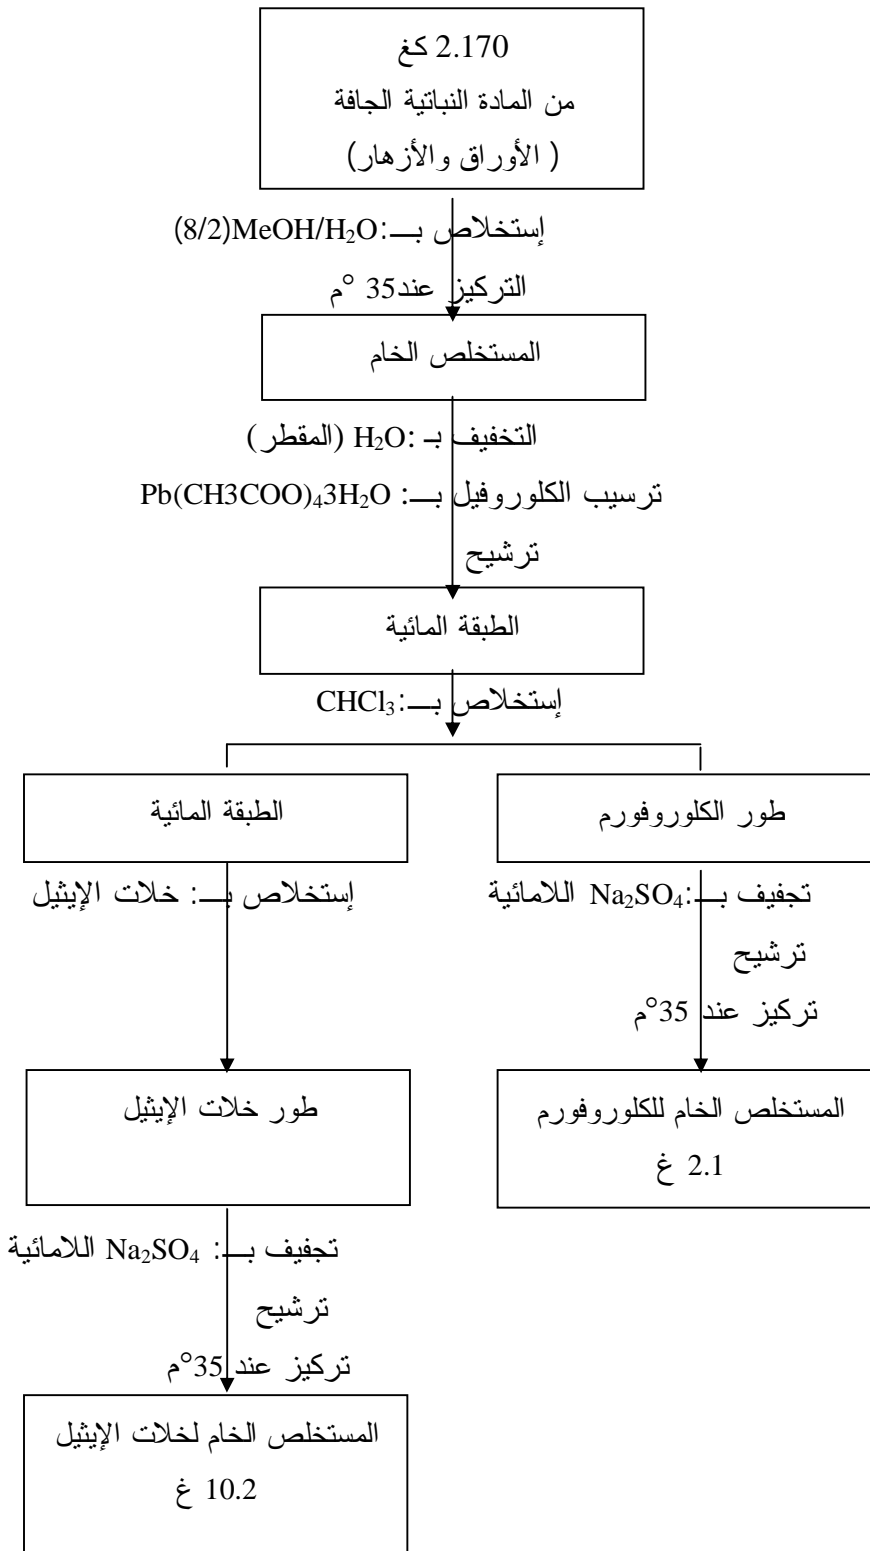 2.170 كغ
من المادة النباتية الجافة
( الأوراق والأزهار)
إستخلاص بـــ:MeOH/H₂O(8/2)
التركيز عند35 °م
المستخلص الخام
التخفيف بـ :H₂O (المقطر)
ترسيب الكلوروفيل بـــ: Pb(CH3COO)₄3H₂O
ترشيح
الطبقة المائية
إستخلاص بـــ:CHCl₃
طور الكلوروفورم
الطبقة المائية
تجفيف بـــ:Na₂SO₄ اللامائية
ترشيح
تركيز عند 35°م
المستخلص الخام للكلوروفورم
2.1 غ
إستخلاص بـــ: خلات الإيثيل
طور خلات الإيثيل
تجفيف بـــ: Na₂SO₄ اللامائية
ترشيح
تركيز عند 35°م
المستخلص الخام لخلات الإيثيل
10.2 غ